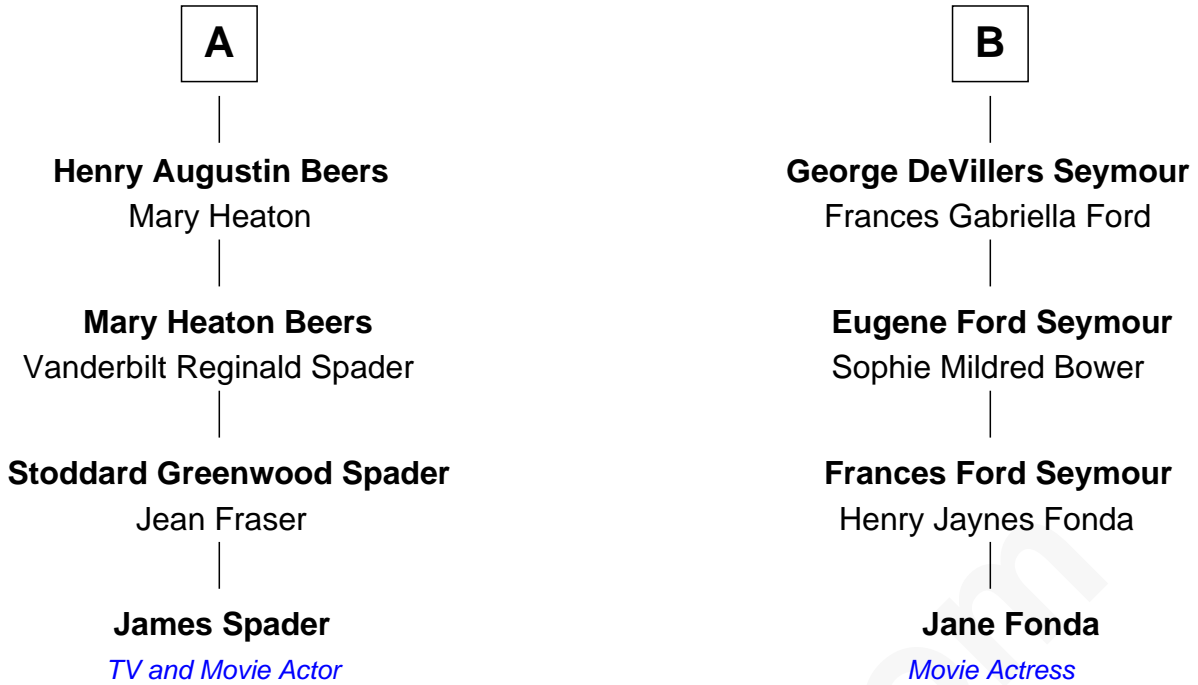 A
Henry Augustin Beers
Mary Heaton
Mary Heaton Beers
Vanderbilt Reginald Spader
Stoddard Greenwood Spader
Jean Fraser
James Spader
TV and Movie Actor
B
George DeVillers Seymour
Frances Gabriella Ford
Eugene Ford Seymour
Sophie Mildred Bower
Frances Ford Seymour
Henry Jaynes Fonda
Jane Fonda
Movie Actress